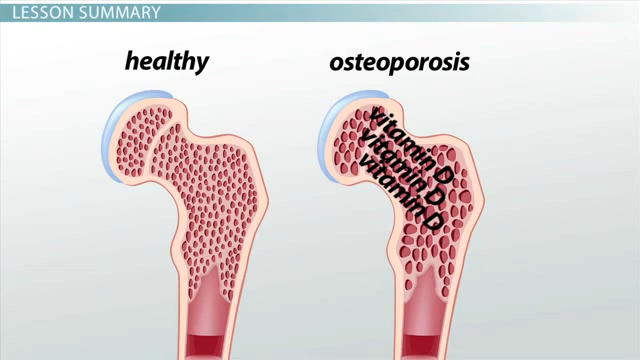 LESSON SUMMARY
healthy
osteoporosis
vitamin D
vitamin D
vitamin D